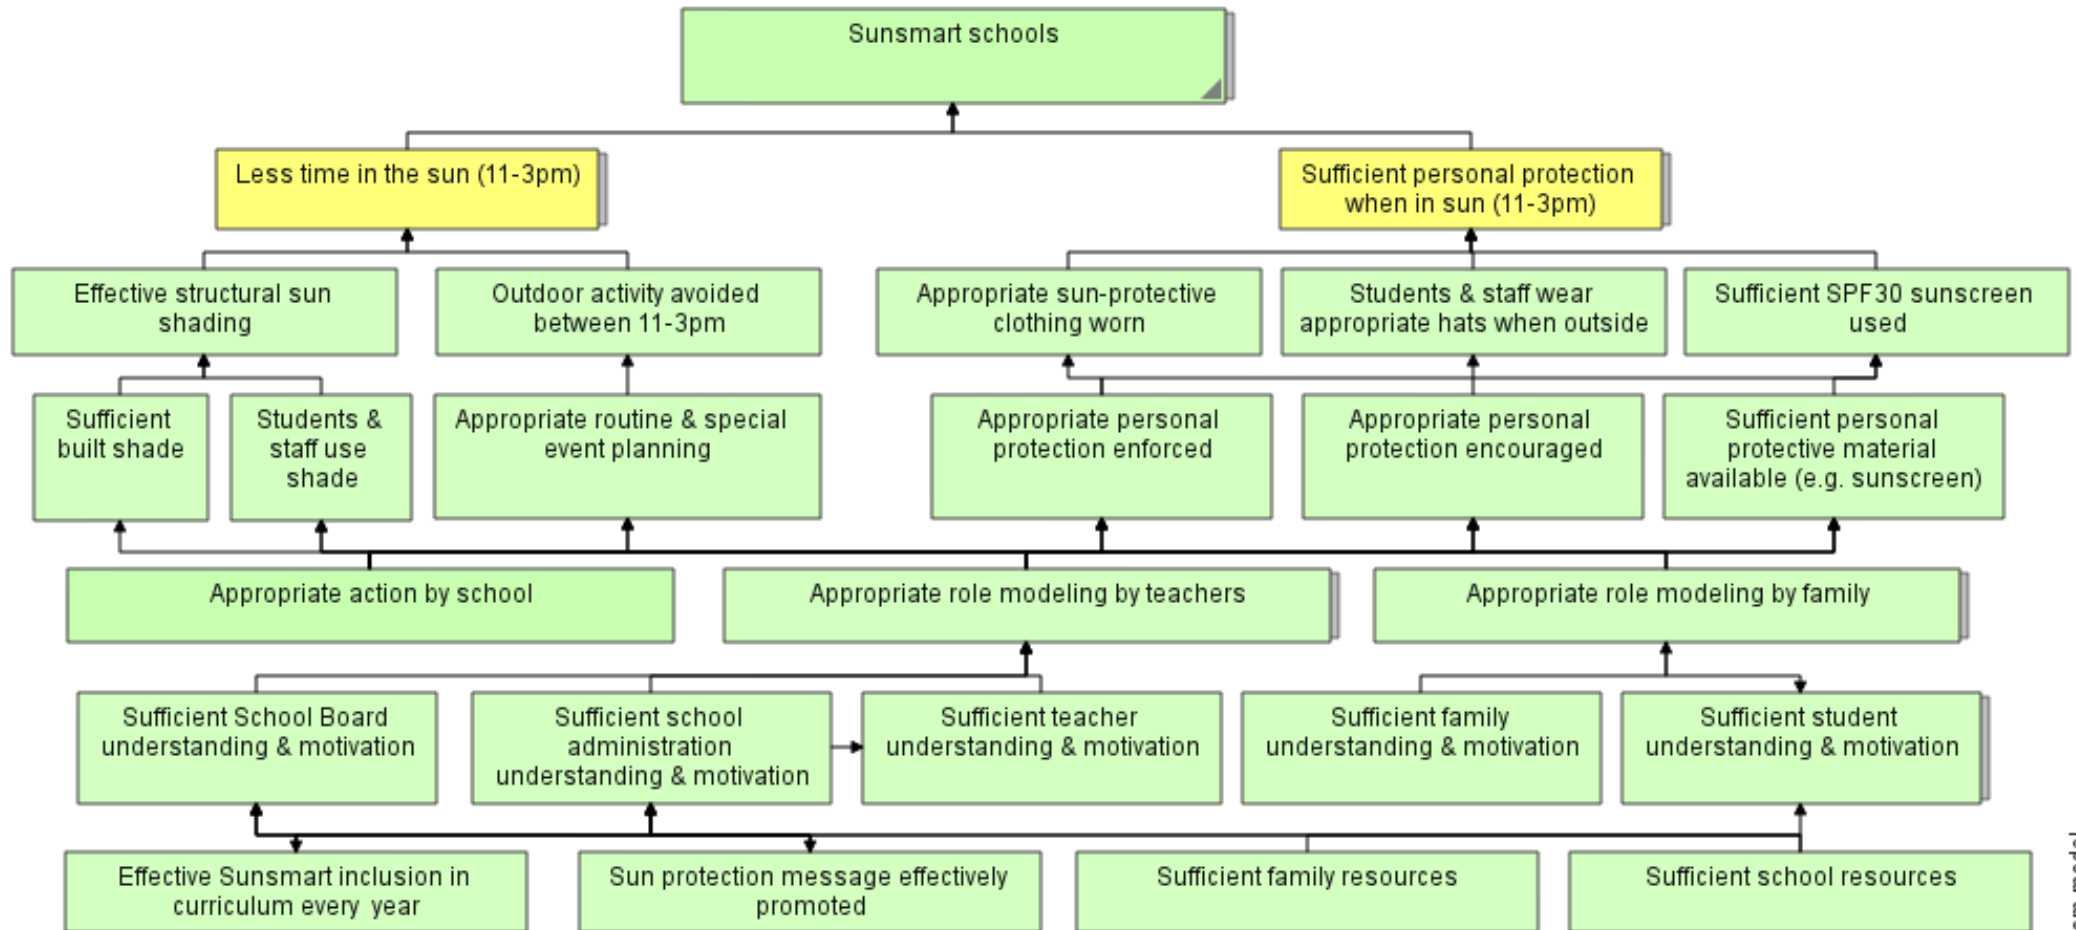 Sunsmart schools
Less time in the sun (11-3pm)
Sufficient personal protection
when in sun (11-3pm)
Effective structural sun
shading
Outdoor activity avoided
between 11-3pm
Appropriate sun-protective
clothing worn
Students & staff wear
appropriate hats when outside
Sufficient SPF30 sunscreen
used
Sufficient
built shade
Students &
staff use
shade
Appropriate routine & special
event planning
Appropriate personal
protection enforced
Appropriate personal
protection encouraged
Sufficient personal
protective material
available (e.g. sunscreen)
Appropriate action by school
Appropriate role modeling by teachers
Appropriate role modeling by family
Sufficient School Board
understanding & motivation
Sufficient school
administration
understanding & motivation
Sufficient teacher
understanding & motivation
Sufficient family
understanding & motivation
Sufficient student
understanding & motivation
Effective Sunsmart inclusion in
curriculum every year
Sun protection message effectively
promoted
Sufficient family resources
Sufficient school resources